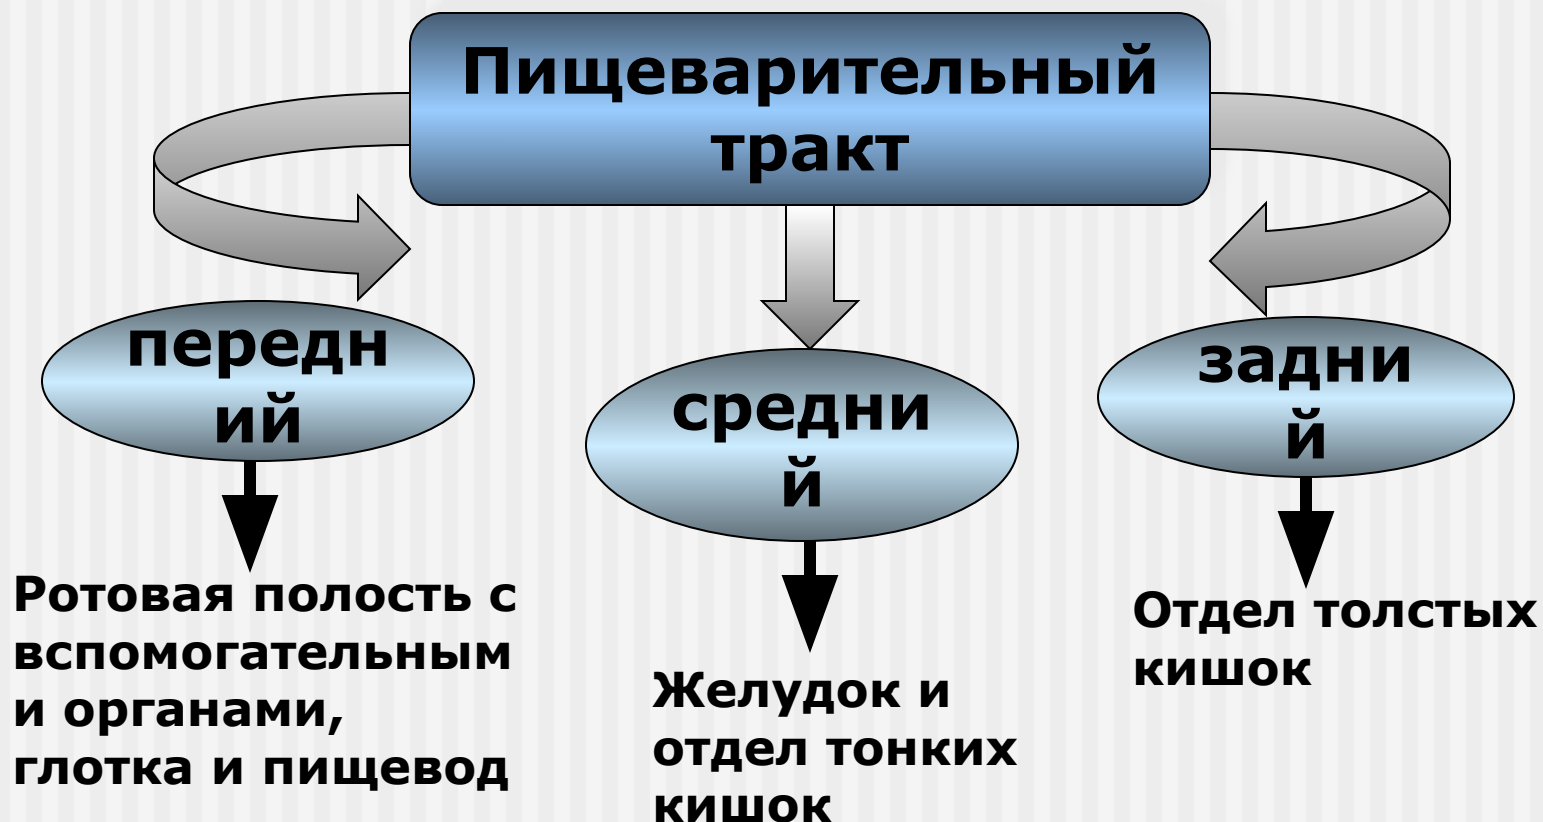 Пищеварительный
тракт
передн
ий
средни
й
задни
й
Ротовая полость с
вспомогательным
и органами,
глотка и пищевод
Желудок и
отдел тонких
кишок
Отдел толстых
кишок